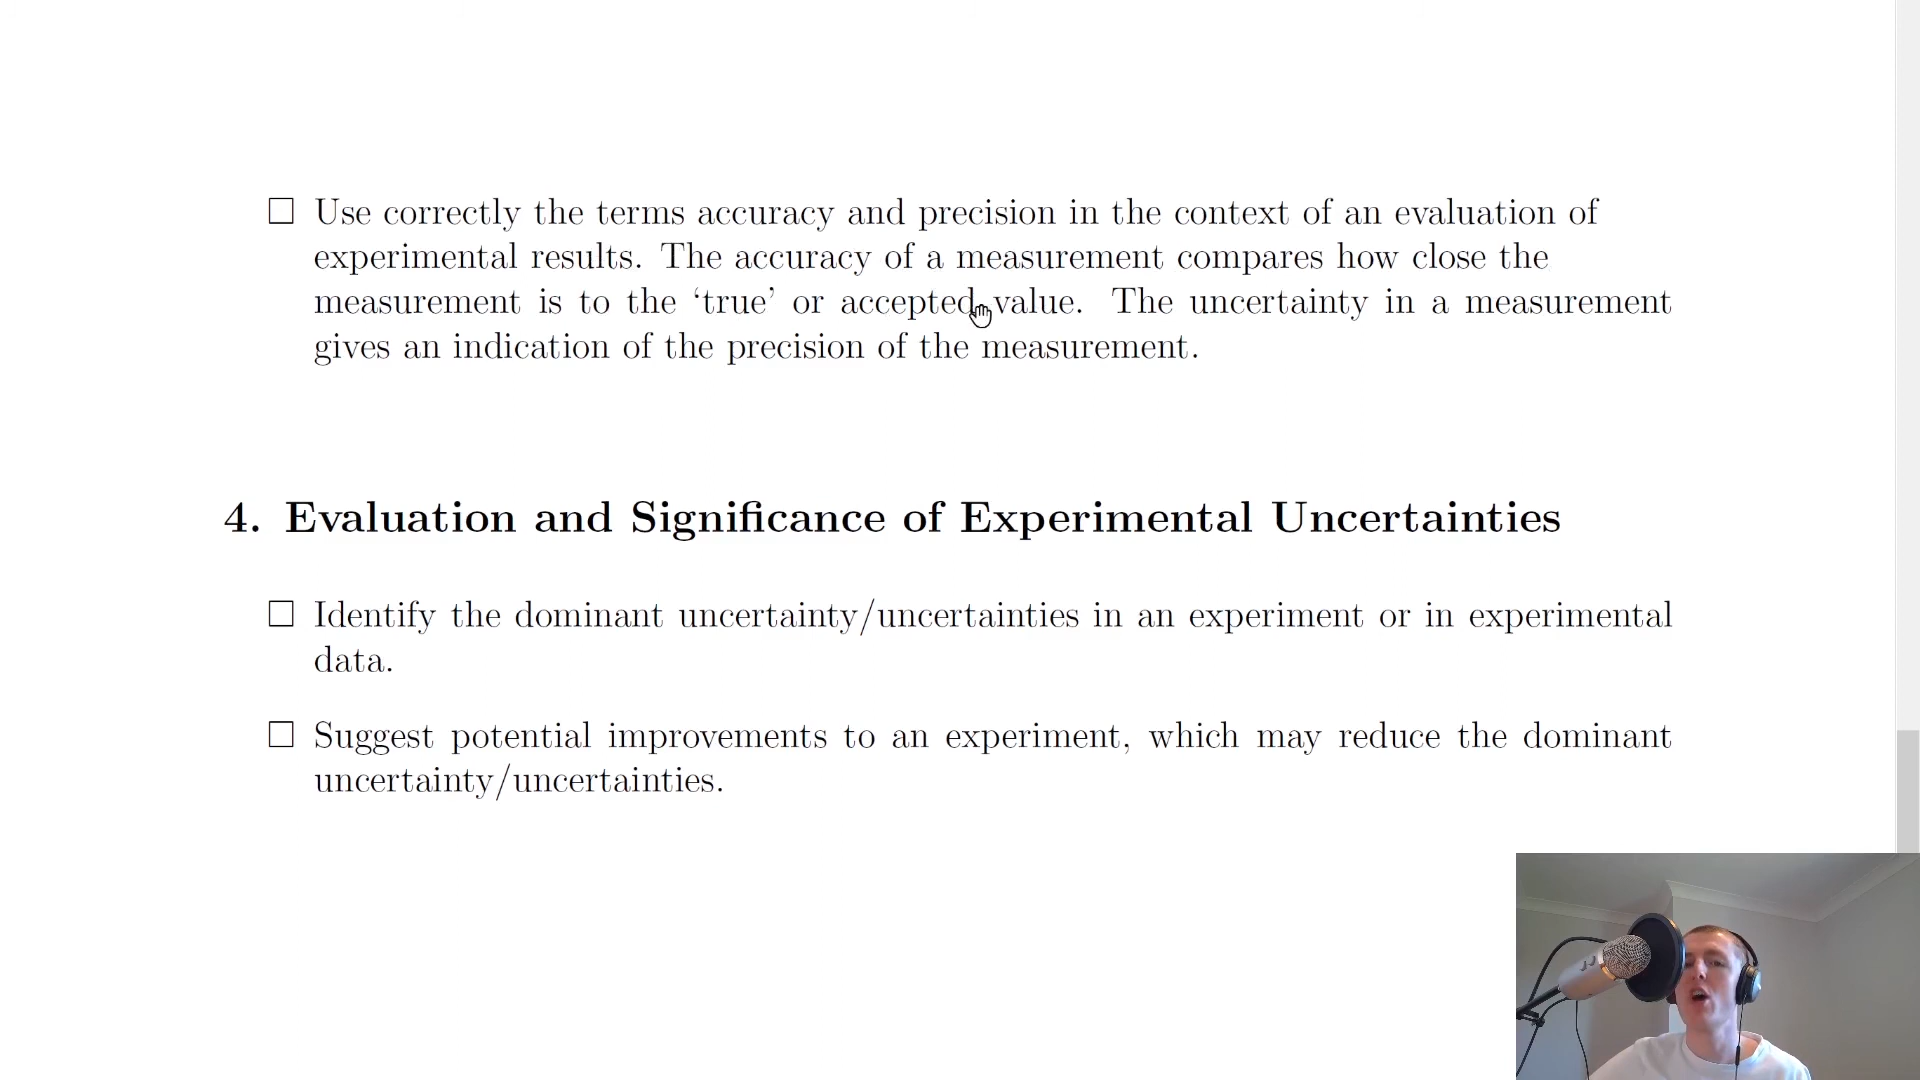 Use correctly the terms accuracy and precision in the context of an evaluation of
experimental results. The accuracy of a measurement compares how close the
measurement is to the ‘true’ or accepted value. The uncertainty in a measurement
gives an indication of the precision of the measurement.
4. Evaluation and Significance of Experimental Uncertainties
Identify the dominant uncertainty/uncertainties in an experiment or in experimental
data.
Suggest potential improvements to an experiment, which may reduce the dominant
uncertainty/uncertainties.